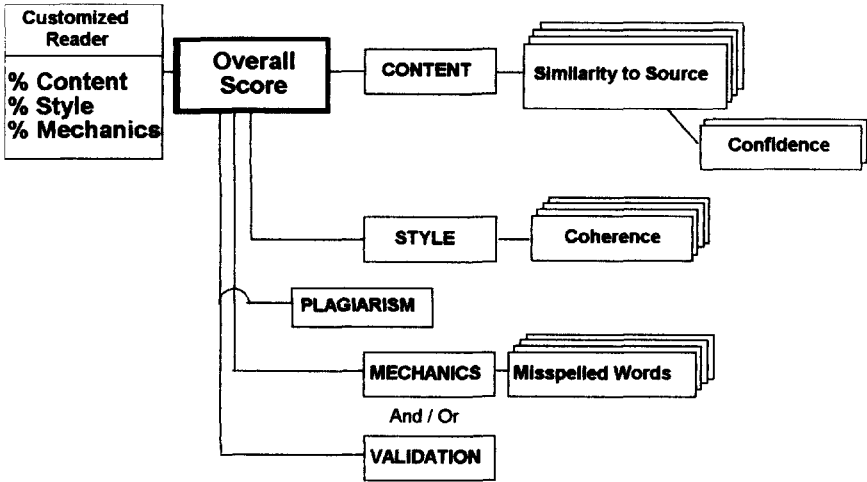 Customized
Reader
% Content
% Style
% Mechanics
Overall
Score
CONTENT
Similarity to Source
Confidence
STYLE
Coherence
PLAGIARISM
MECHANICS
Misspelled Words
And / Or
VALIDATION